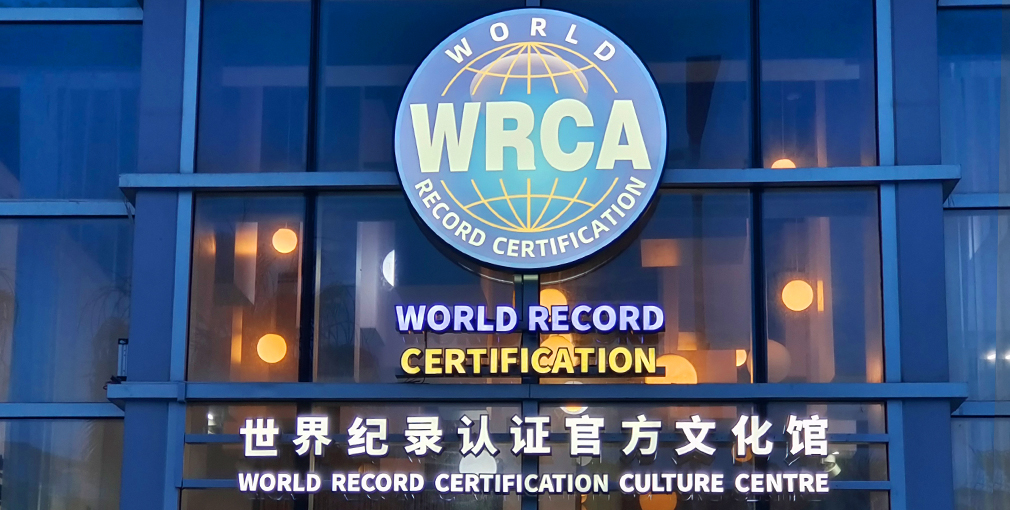 WORLD
WRCA
RECORD CERTIFICATION
WORLD RECORD
CERTIFICATION
世界纪录认证官方文化馆
WORLD RECORD CERTIFICATION CULTURE CENTRE